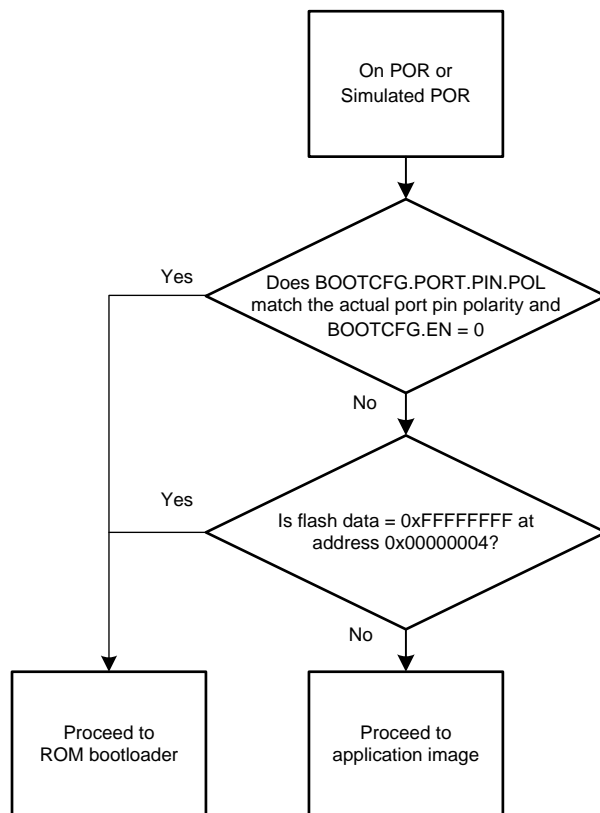 On POR or
Simulated POR
Yes
Does BOOTCFG.PORT.PIN.POL
match the actual port pin polarity and
BOOTCFG.EN = 0
No
Yes
Is flash data = 0xFFFFFFFF at
address 0x00000004?
No
Proceed to
ROM bootloader
Proceed to
application image